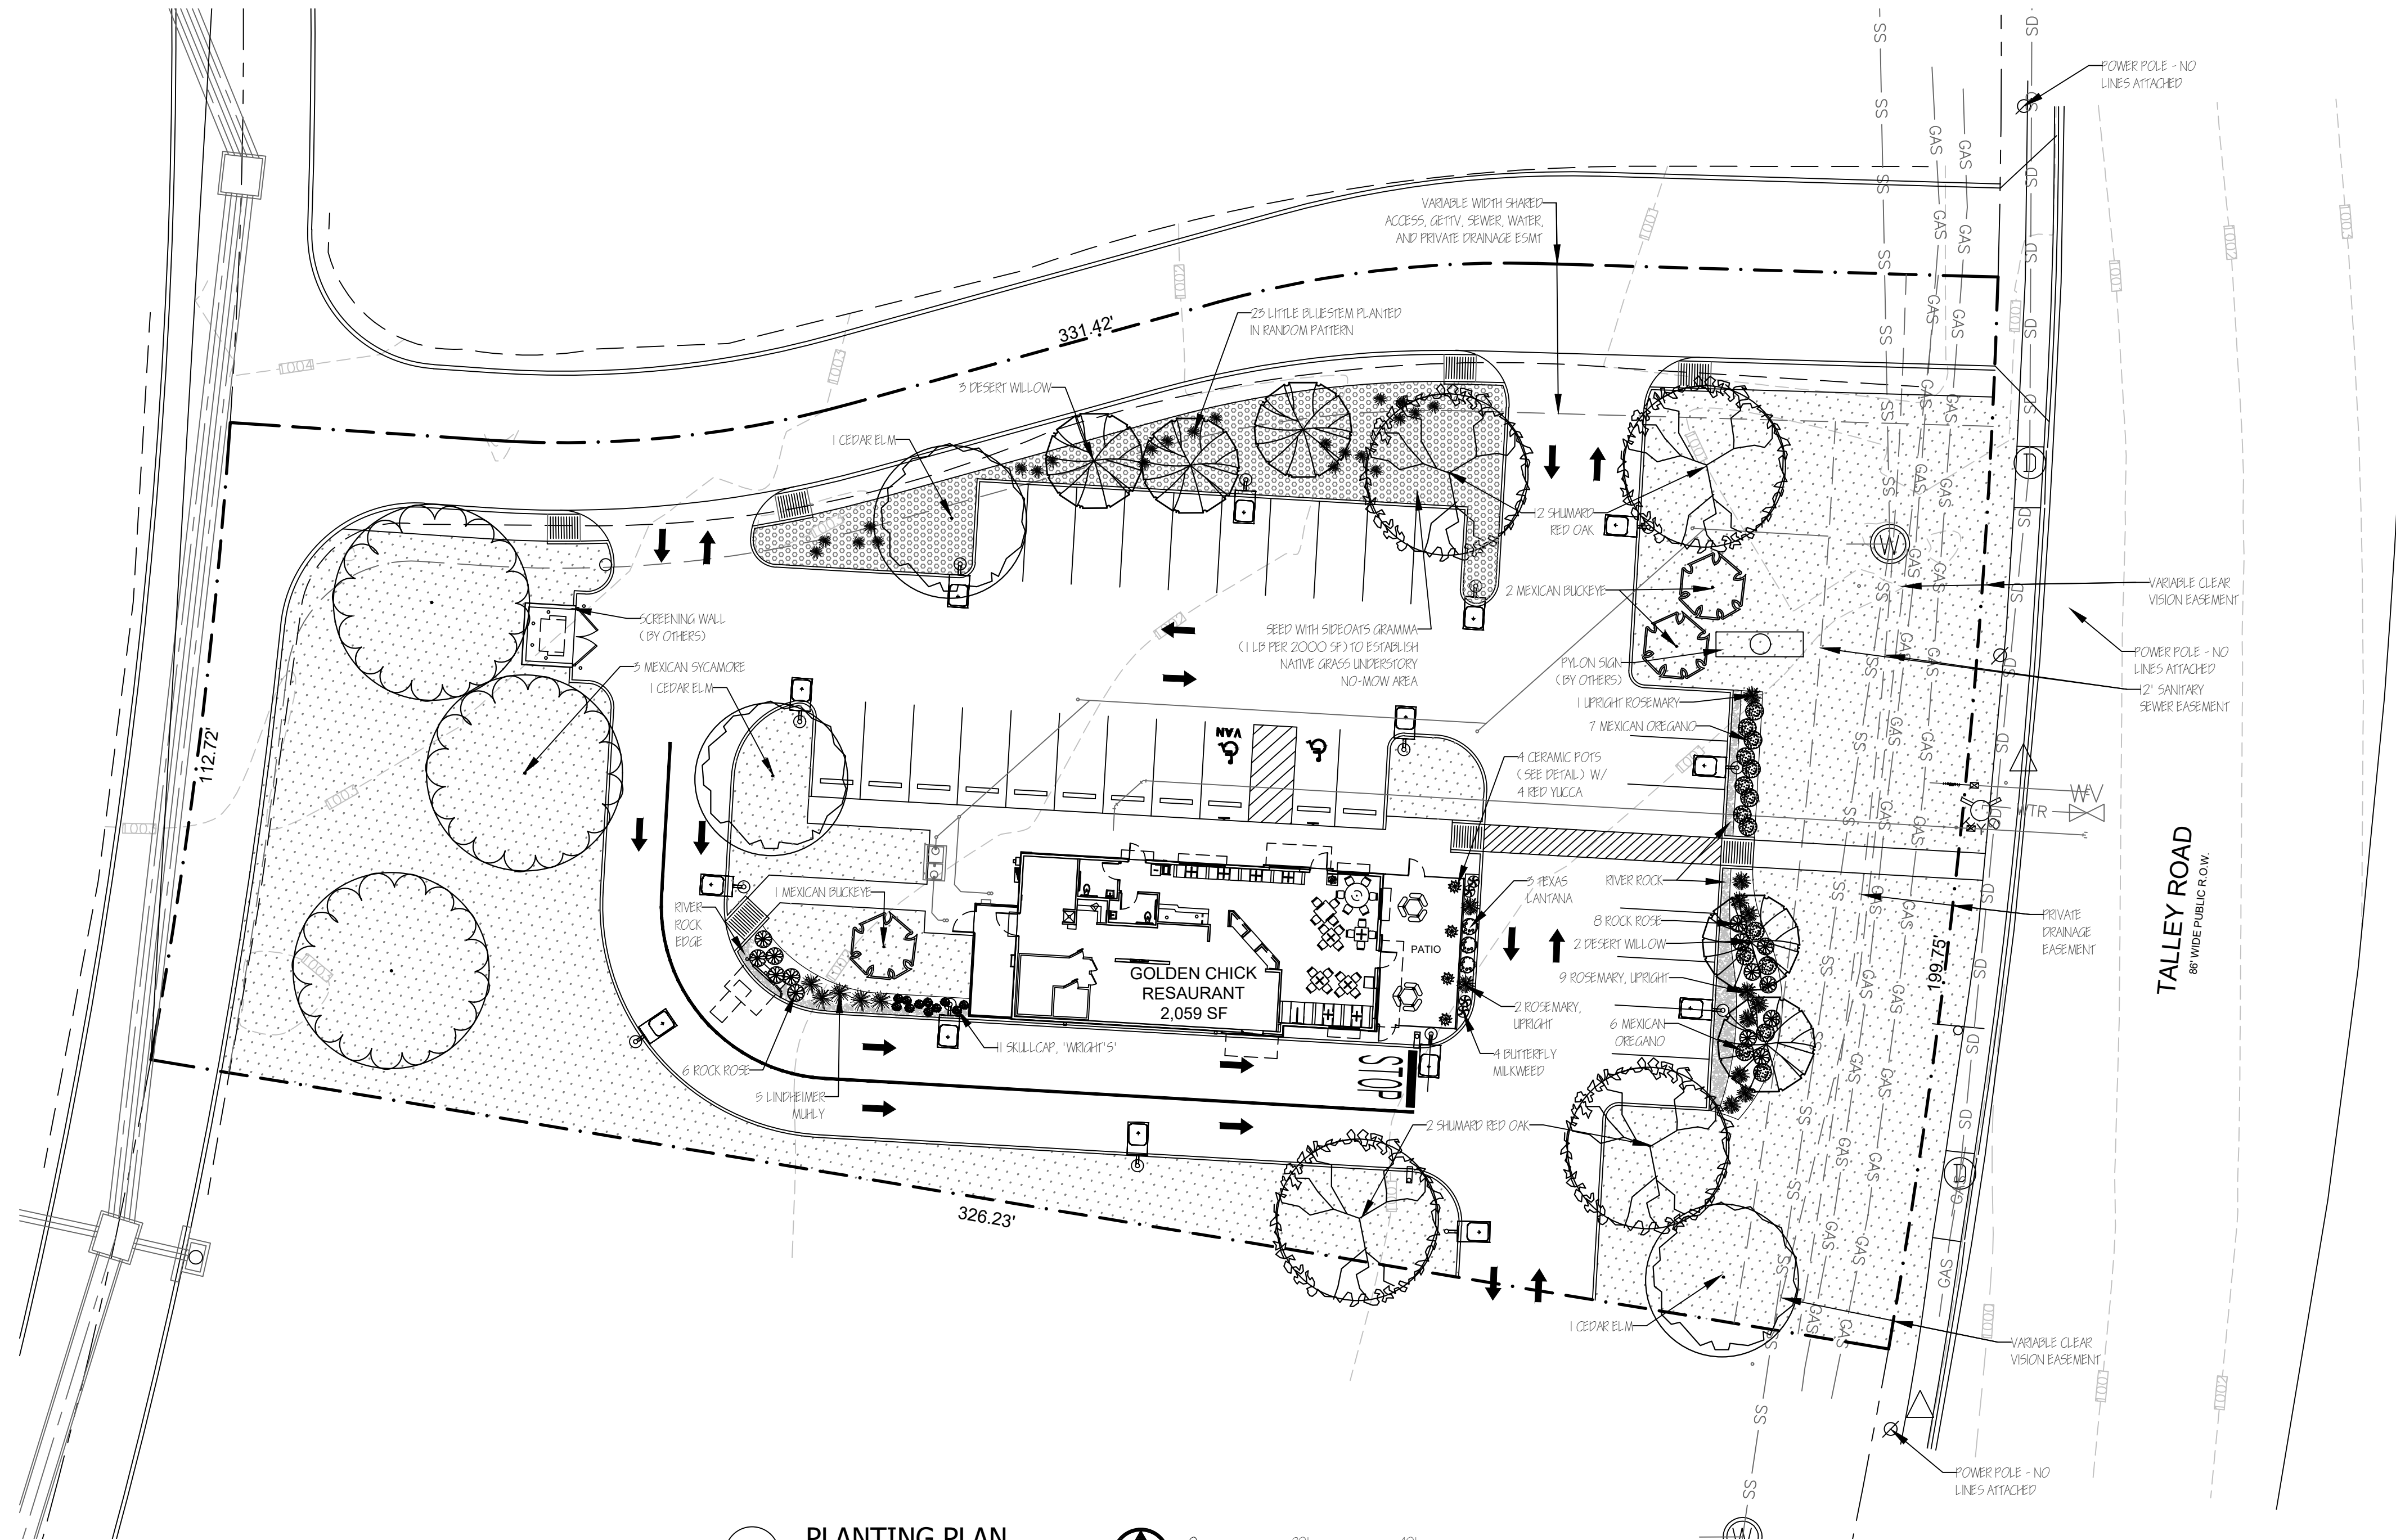 POWER POLE - NO
LINES ATTACHED
VARIABLE WIDTH SHARED
ACCESS, GETTV, SEWER, WATER,
AND PRIVATE DRAINAGE ESMT
331.42'
23 LITTLE BLUESTEM PLANTED
IN RANDOM PATTERN
3 DESERT WILLOW
1 CEDAR ELM
2 SHUMARD
RED OAK
2 MEXICAN BUCKEYE
VARIABLE CLEAR
VISION EASEMENT
SCREENING WALL
(BY OTHERS)
SEED WITH SIDEOATS GRAMMA
(1 LB PER 2000 SF) TO ESTABLISH
NATIVE GRASS UNDERSTORY
NO-MOW AREA
PYLON SIGN
(BY OTHERS)
POWER POLE - NO
LINES ATTACHED
3 MEXICAN SYCAMORE
1 CEDAR ELM
12' SANITARY
SEWER EASEMENT
1 UPRIGHT ROSEMARY
7 MEXICAN OREGANO
VAN
112.72'
4 CERAMIC POTS
(SEE DETAIL) W/
4 RED YUCCA
WV
WTR
TALLEY ROAD
86' WIDE PUBLIC R.O.W.
1 MEXICAN BUCKEYE
RIVER
ROCK
EDGE
3 TEXAS
LANTANA
RIVER ROCK
8 ROCK ROSE
2 DESERT WILLOW
9 ROSEMARY, UPRIGHT
PRIVATE
DRAINAGE
EASEMENT
PATIO
GOLDEN CHICK
RESTAURANT
2,059 SF
199.75'
2 ROSEMARY,
UPRIGHT
6 MEXICAN
OREGANO
11 SKULLCAP, 'WRIGHT'S'
4 BUTTERFLY
MILKWEED
6 ROCK ROSE
5 LINDHEIMER
MUHLY
STOP
2 SHUMARD RED OAK
326.23'
1 CEDAR ELM
VARIABLE CLEAR
VISION EASEMENT
POWER POLE - NO
LINES ATTACHED
PLANTING PLAN